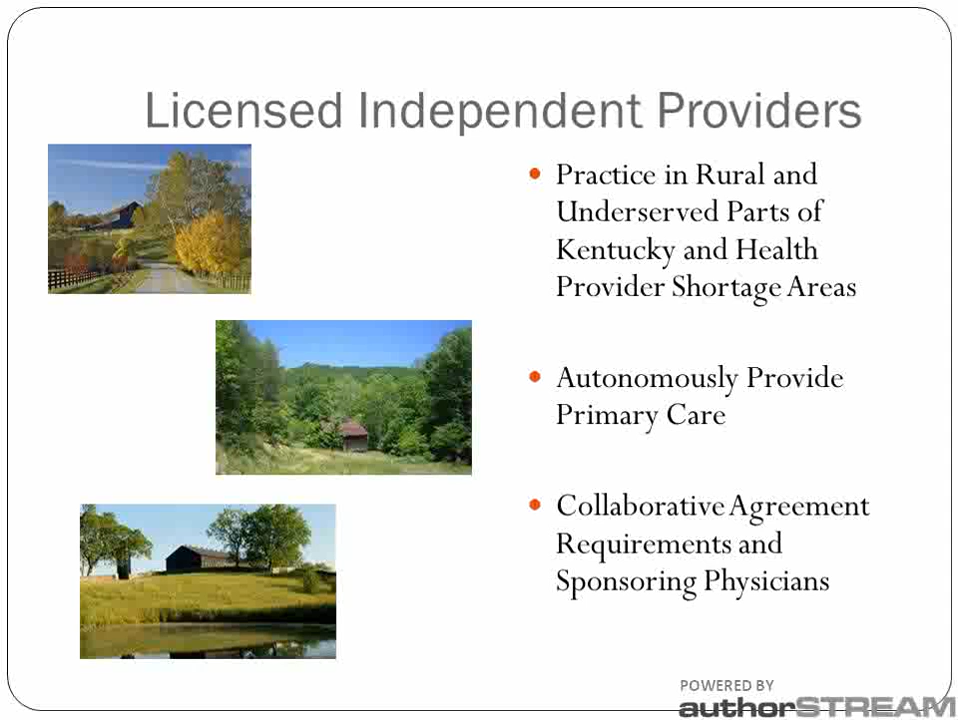 Licensed Independent Providers
Practice in Rural and
Underserved Parts of
Kentucky and Health
Provider Shortage Areas
Autonomously Provide
Primary Care
Collaborative Agreement
Requirements and
Sponsoring Physicians
POWERED BY
authorSTREAM